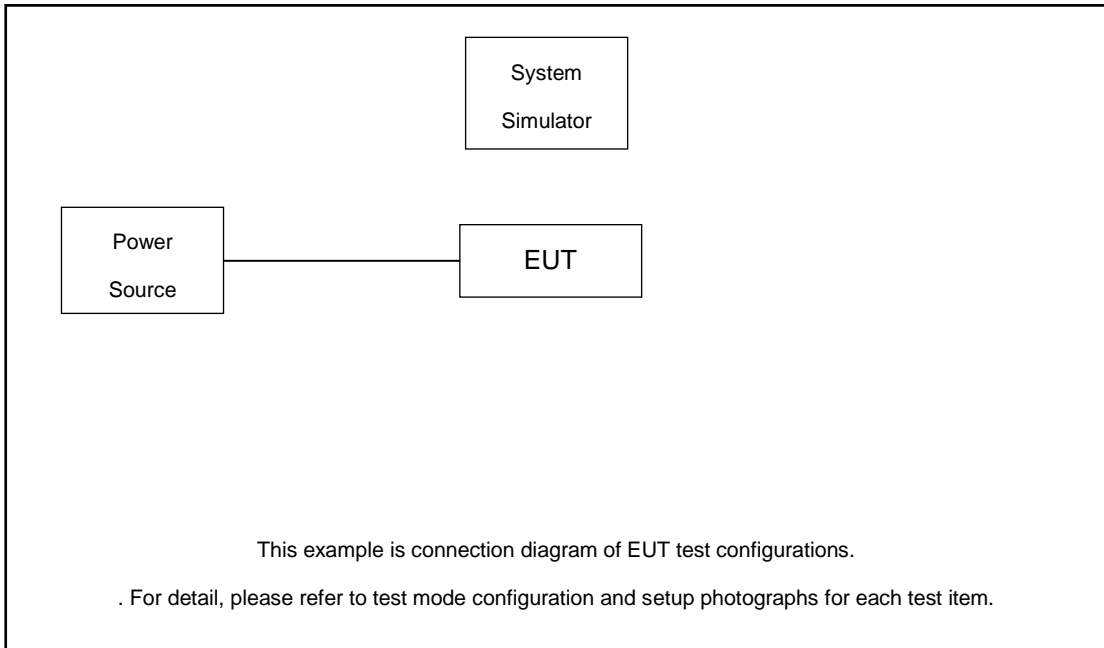 System
Simulator
Power
Source
EUT
This example is connection diagram of EUT test configurations.
. For detail, please refer to test mode configuration and setup photographs for each test item.